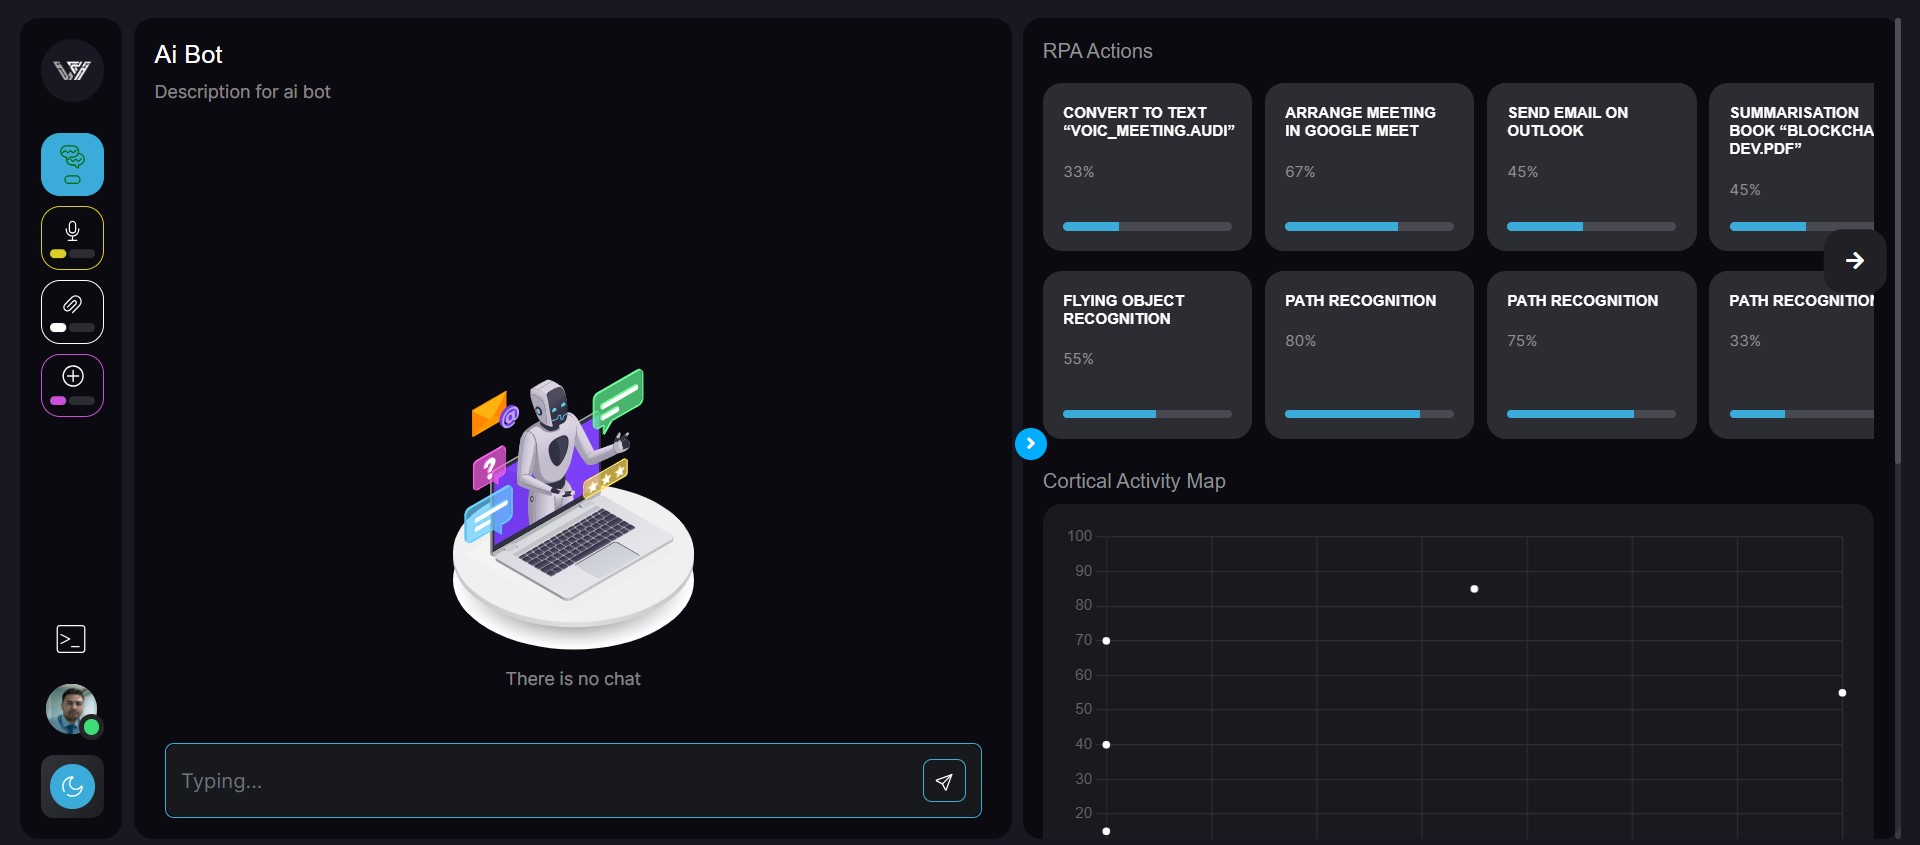 Ai Bot
Description for ai bot
@
?
There is no chat
Typing...
RPA Actions
CONVERT TO TEXT
“VOIC_MEETING.AUDI”
33%
ARRANGE MEETING
IN GOOGLE MEET
67%
SEND EMAIL ON
OUTLOOK
45%
SUMMARISATION
BOOK “BLOCKCHA
DEV.PDF”
45%
FLYING OBJECT
RECOGNITION
55%
PATH RECOGNITION
80%
PATH RECOGNITION
75%
PATH RECOGNITION
33%
Cortical Activity Map
100
90
80
70
60
50
40
30
20